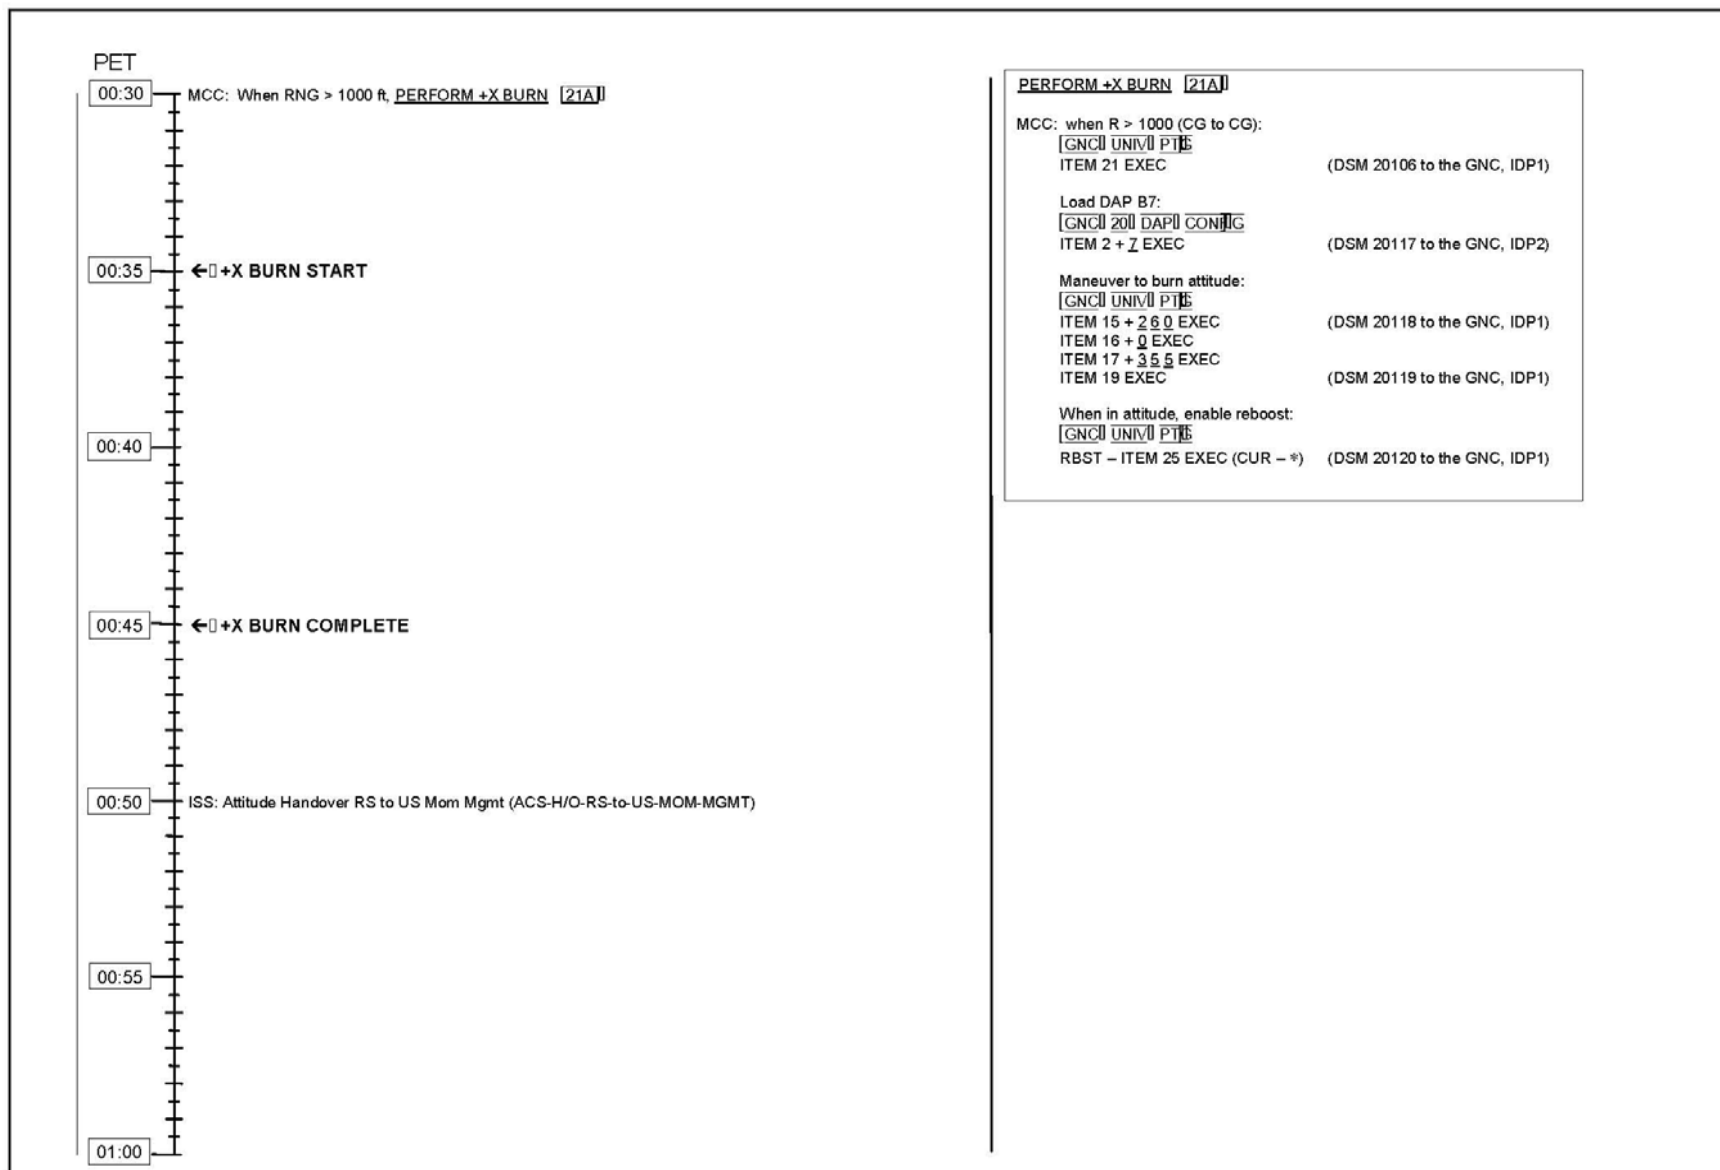 PET
00:30 MCC: When RNG > 1000 ft, PERFORM +X BURN [21A]
00:35 ←▯+X BURN START
00:40
00:45 ←▯+X BURN COMPLETE
00:50 ISS: Attitude Handover RS to US Mom Mgmt (ACS-H/O-RS-to-US-MOM-MGMT)
00:55
01:00
PERFORM +X BURN [21A]
MCC: when R > 1000 (CG to CG):
GNC UNIV PTG
ITEM 21 EXEC (DSM 20106 to the GNC, IDP1)
Load DAP B7:
GNC 20 DAP CONFIG
ITEM 2 + 7 EXEC (DSM 20117 to the GNC, IDP2)
Maneuver to burn attitude:
GNC UNIV PTG
ITEM 15 + 2 6 0 EXEC (DSM 20118 to the GNC, IDP1)
ITEM 16 + 0 EXEC
ITEM 17 + 3 5 5 EXEC
ITEM 19 EXEC (DSM 20119 to the GNC, IDP1)
When in attitude, enable reboost:
GNC UNIV PTG
RBST – ITEM 25 EXEC (CUR – *) (DSM 20120 to the GNC, IDP1)